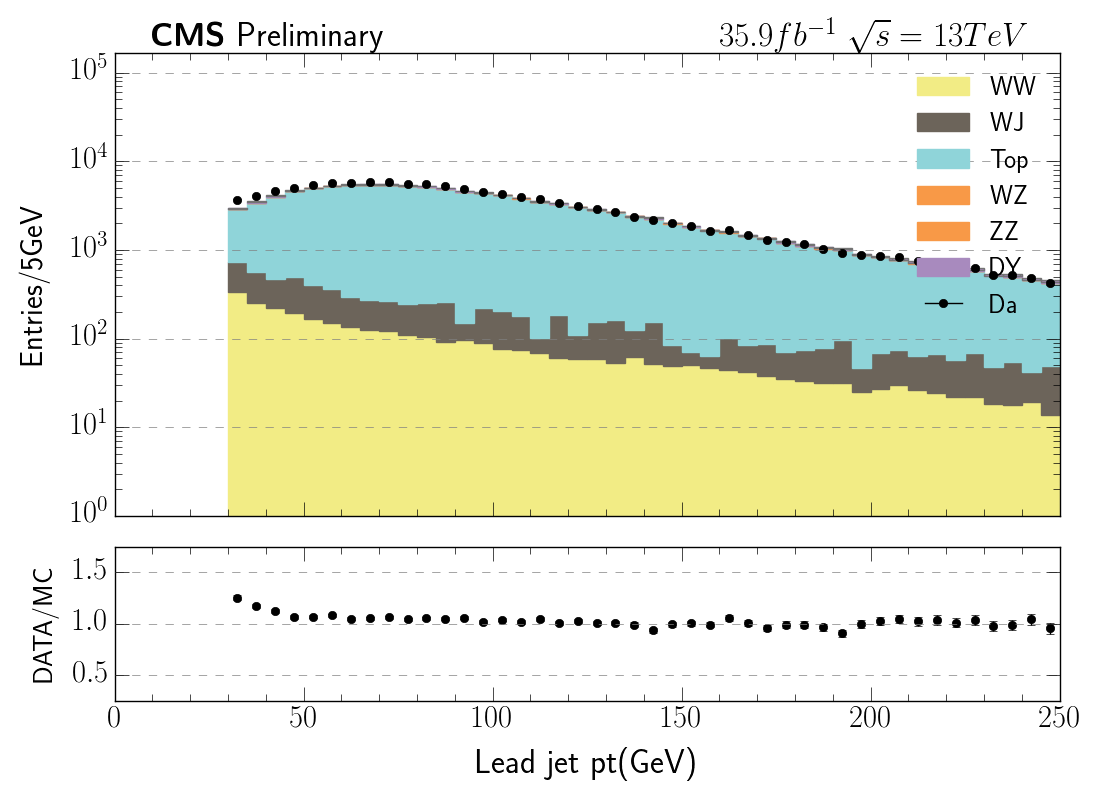 CMS Preliminary 35.9fb⁻¹ √s = 13TeV
10⁵
10⁴
10³
10²
10¹
10⁰
Entries/5GeV
WW
WJ
Top
WZ
ZZ
DY
Da
1.5
1.0
0.5
DATA/MC
0 50 100 150 200 250
Lead jet pt(GeV)